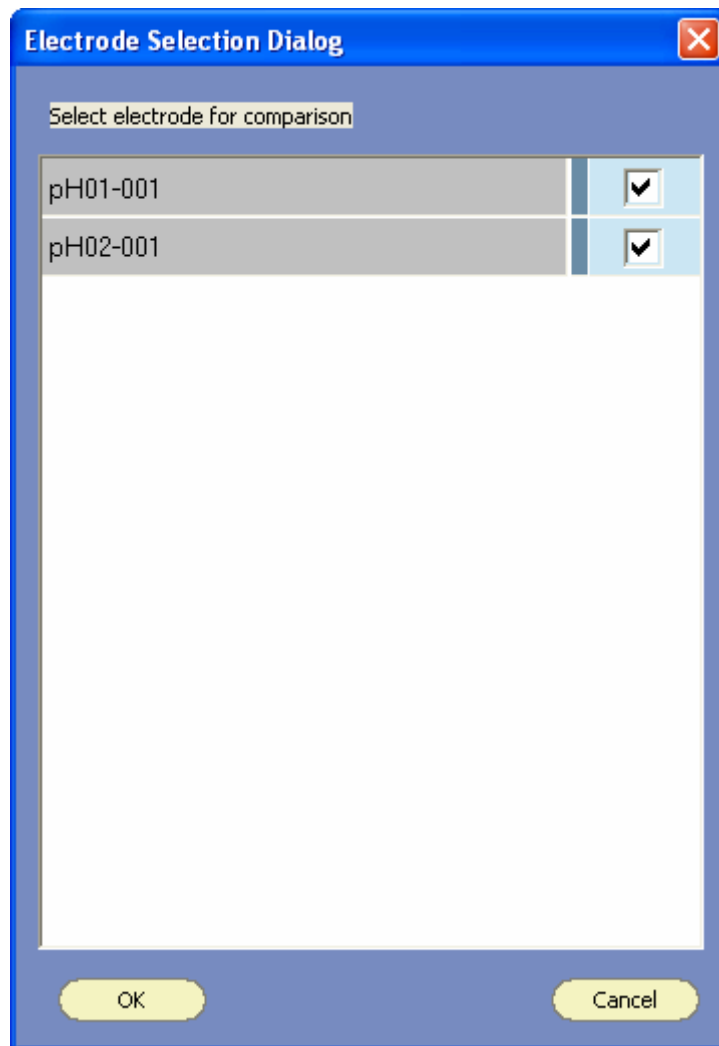 Electrode Selection Dialog
Select electrode for comparison
pH01-001
pH02-001
OK
Cancel